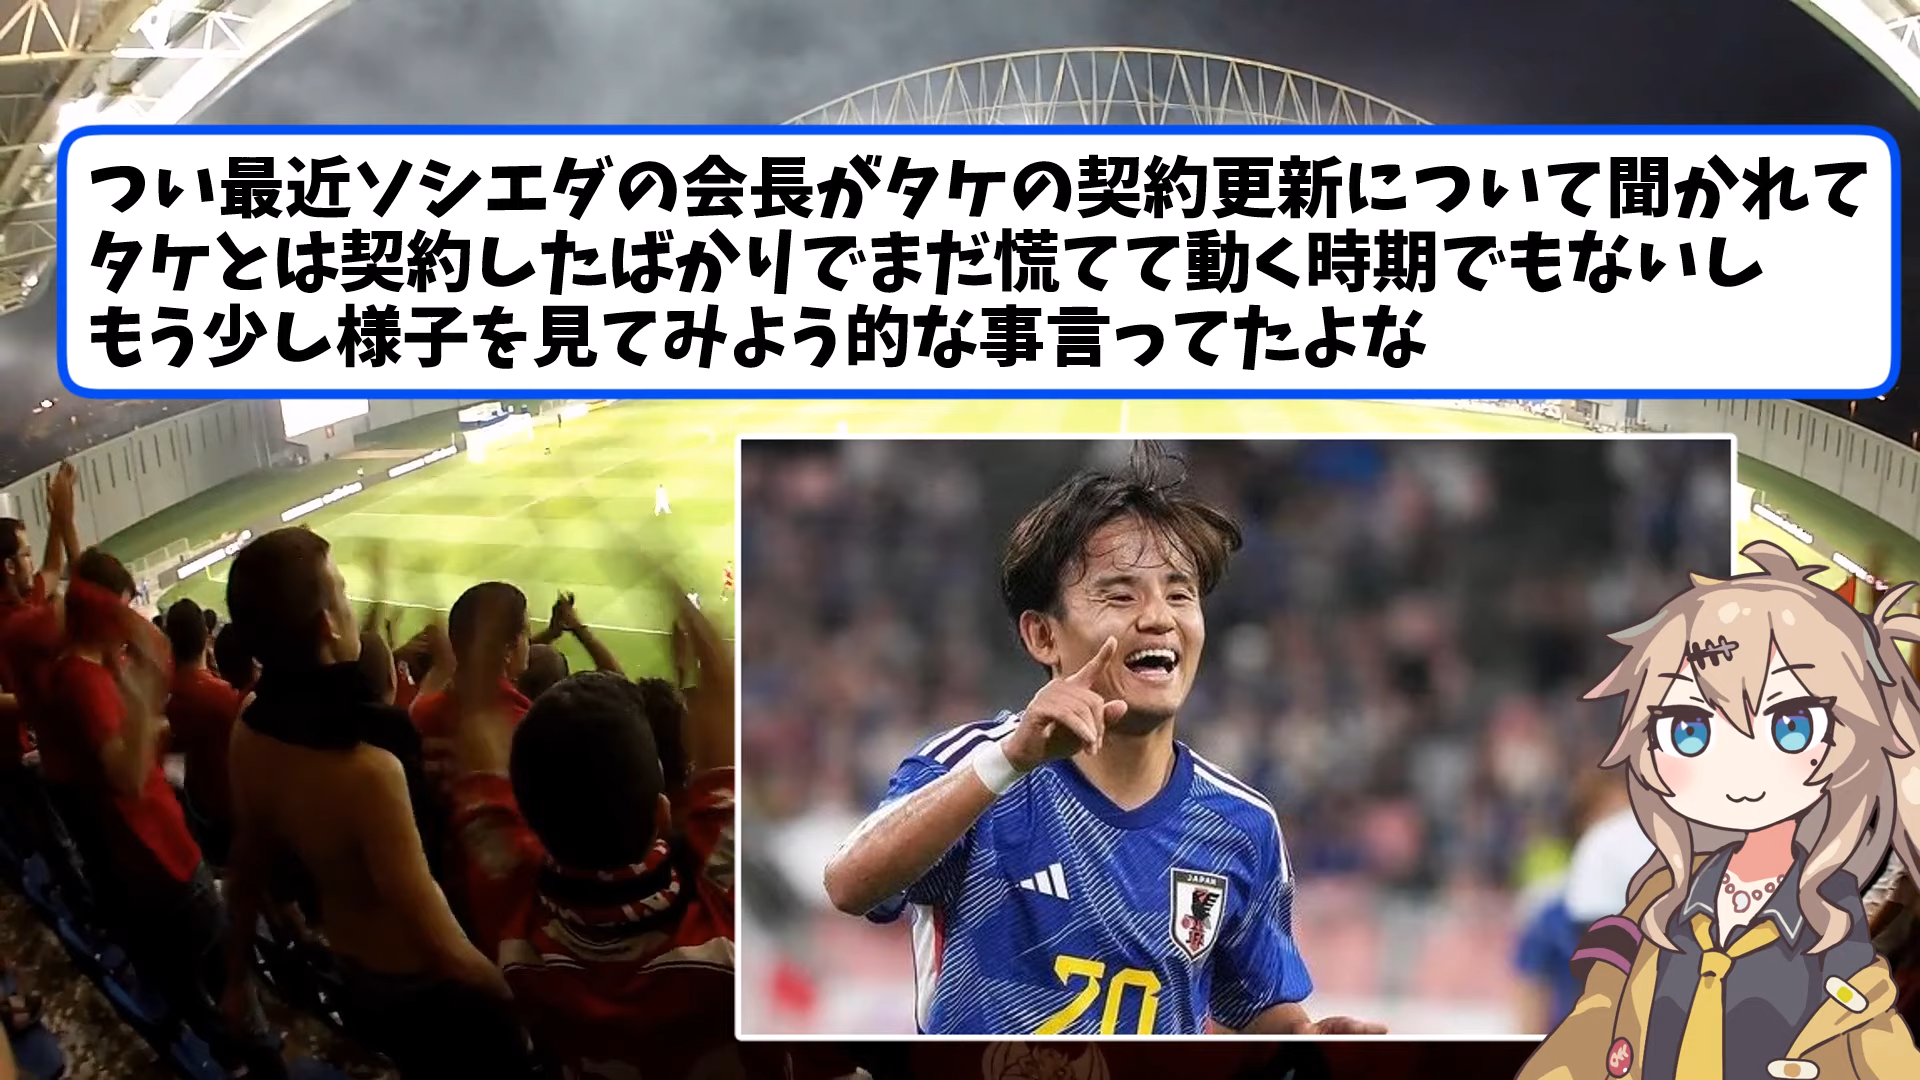 つい最近ソシエダの会長がタケの契約更新について聞かれて
タケとは契約したばかりでまだ慌てて動く時期でもないし
もう少し様子を見てみよう的な事言ってたよな
JAPAN
JFA
20